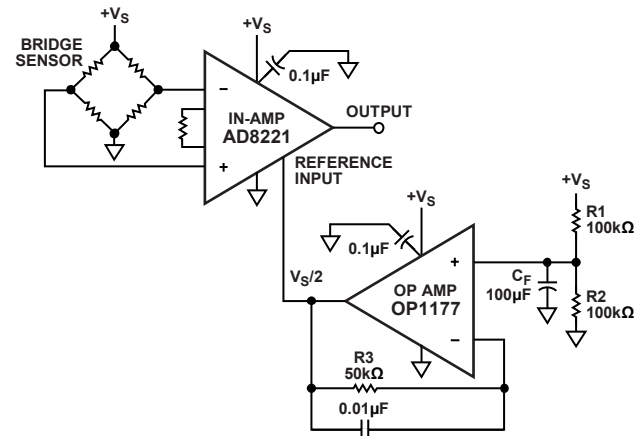 +VS
BRIDGE
SENSOR
+VS
0.1μF
−
IN-AMP
AD8221
+
OUTPUT
REFERENCE
INPUT
+VS
0.1μF
VS/2
+
OP AMP
OP1177
−
CF
100μF
+VS
R1
100kΩ
R2
100kΩ
R3
50kΩ
0.01μF